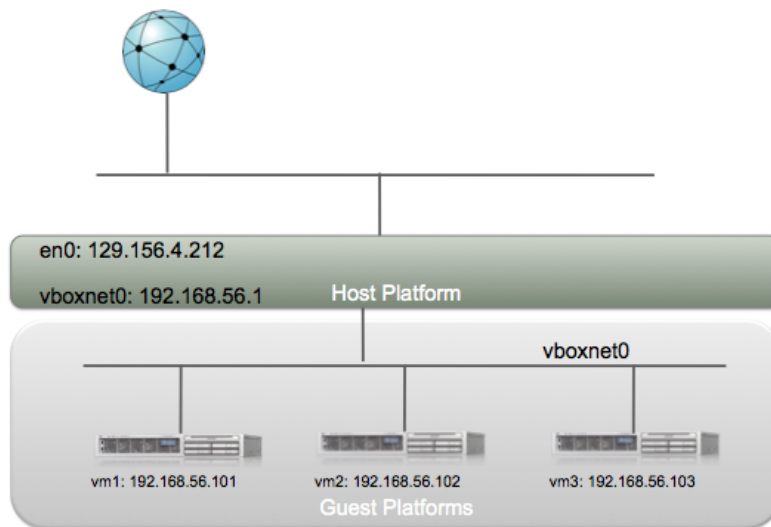 en0: 129.156.4.212
vboxnet0: 192.168.56.1
Host Platform
vboxnet0
vm1: 192.168.56.101
vm2: 192.168.56.102
vm3: 192.168.56.103
Guest Platforms